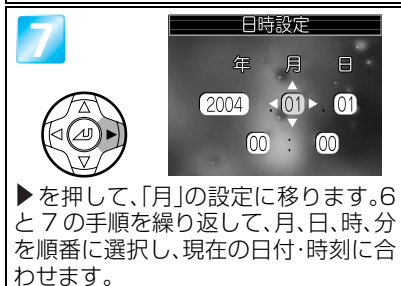 7
日時設定
年 月 日
2004 . 01 . 01
00 : 00
▶を押して、「月」の設定に移ります。6
と7の手順を繰り返して、月、日、時、分
を順番に選択し、現在の日付･時刻に合
わせます。